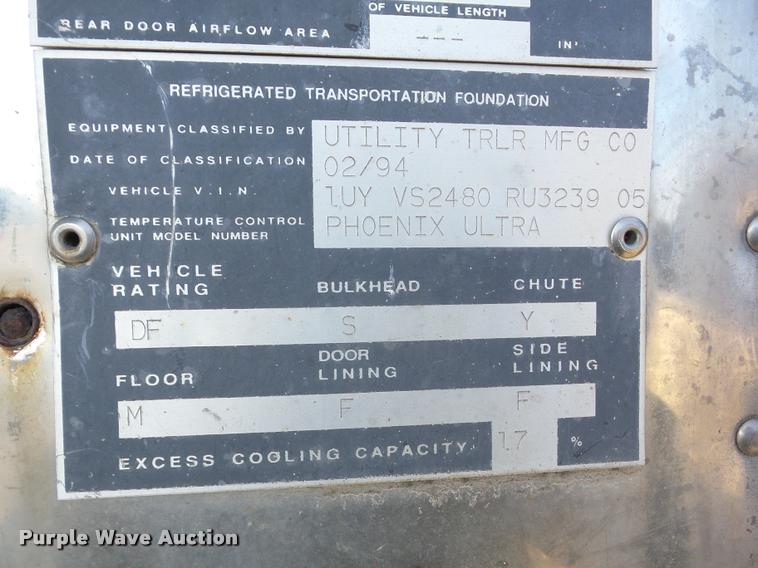 OF VEHICLE LENGTH
REAR DOOR AIRFLOW AREA --- IN²
REFRIGERATED TRANSPORTATION FOUNDATION
EQUIPMENT CLASSIFIED BY UTILITY TRLR MFG CO
DATE OF CLASSIFICATION 02/94
VEHICLE V.I.N. 1UY VS2480 RU3239 05
TEMPERATURE CONTROL
UNIT MODEL NUMBER PHOENIX ULTRA
VEHICLE
RATING BULKHEAD CHUTE
DF S Y
FLOOR DOOR LINING SIDE LINING
M F F
EXCESS COOLING CAPACITY 17 %
Purple Wave Auction